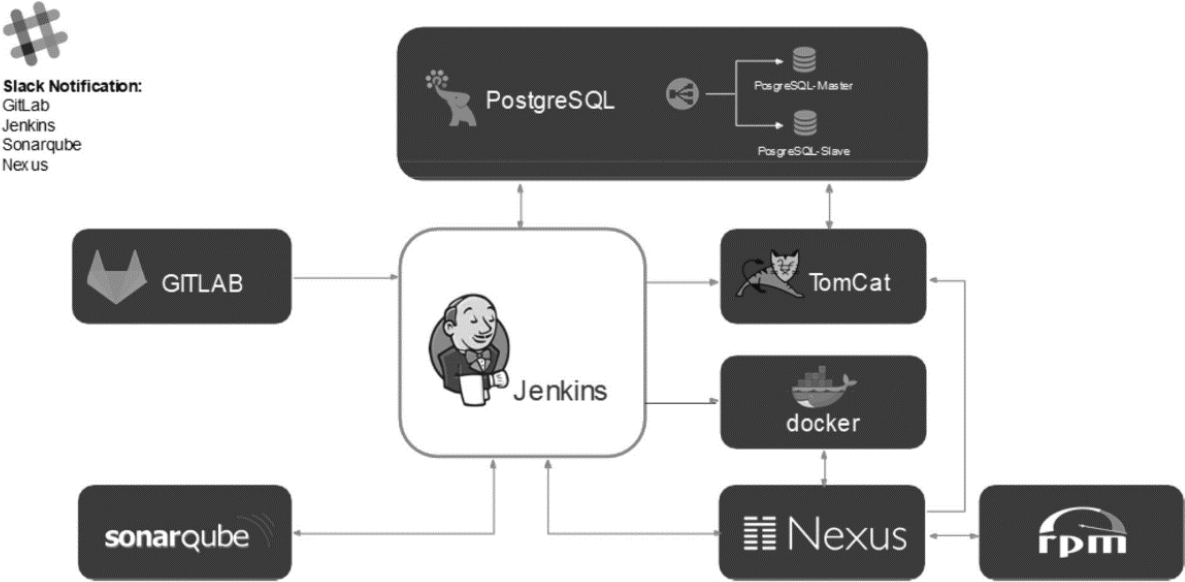 Slack Notification:
GitLab
Jenkins
Sonarqube
Nexus
PostgreSQL
PosgreSQL-Master
PosgreSQL-Slave
GITLAB
Jenkins
TomCat
docker
sonarqube
Nexus
rpm